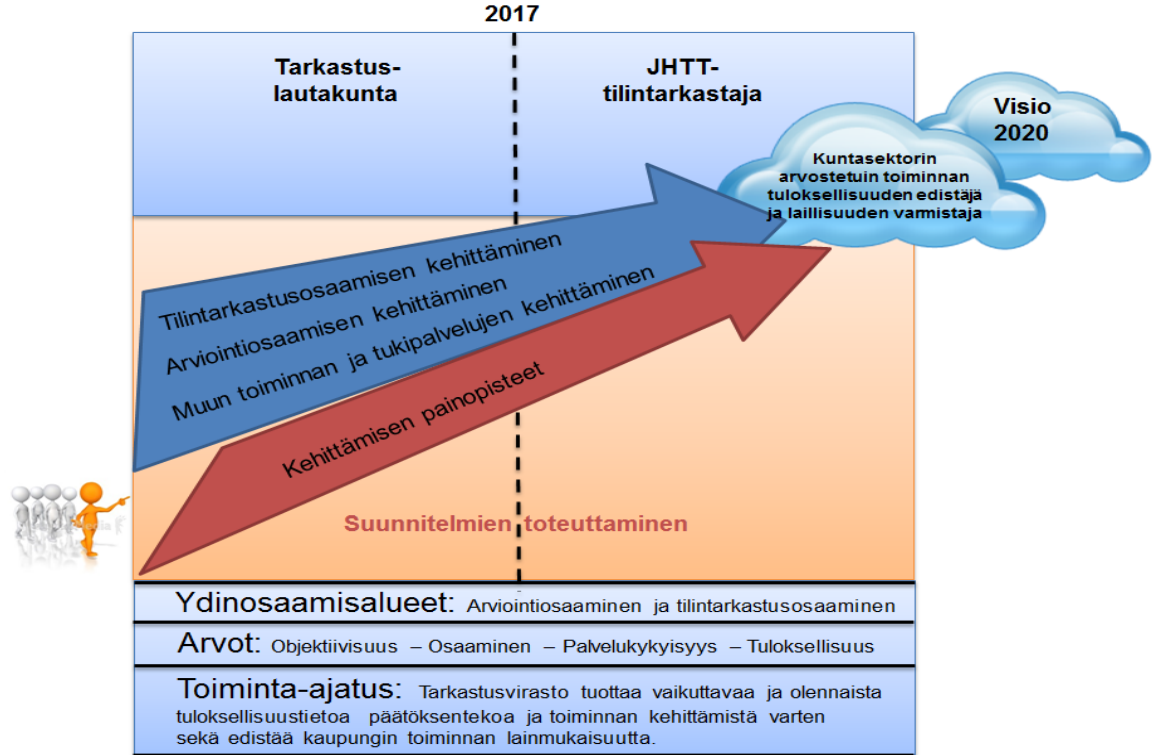 2017
Tarkastus-
lautakunta
JHTT-
tilintarkastaja
Visio
2020
Kuntasektorin
arvostetuin toiminnan
tuloksellisuuden edistäjä
ja laillisuuden varmistaja
Tilintarkastusosaamisen kehittäminen
Arviointiosaamisen kehittäminen
Muun toiminnan ja tukipalvelujen kehittäminen
Kehittämisen painopisteet
Suunnitelmien toteuttaminen
Ydinosaamisalueet: Arviointiosaaminen ja tilintarkastusosaaminen
Arvot: Objektiivisuus – Osaaminen – Palvelukykyisyys – Tuloksellisuus
Toiminta-ajatus: Tarkastusvirasto tuottaa vaikuttavaa ja olennaista
tuloksellisuustietoa päätöksentekoa ja toiminnan kehittämistä varten
sekä edistää kaupungin toiminnan lainmukaisuutta.